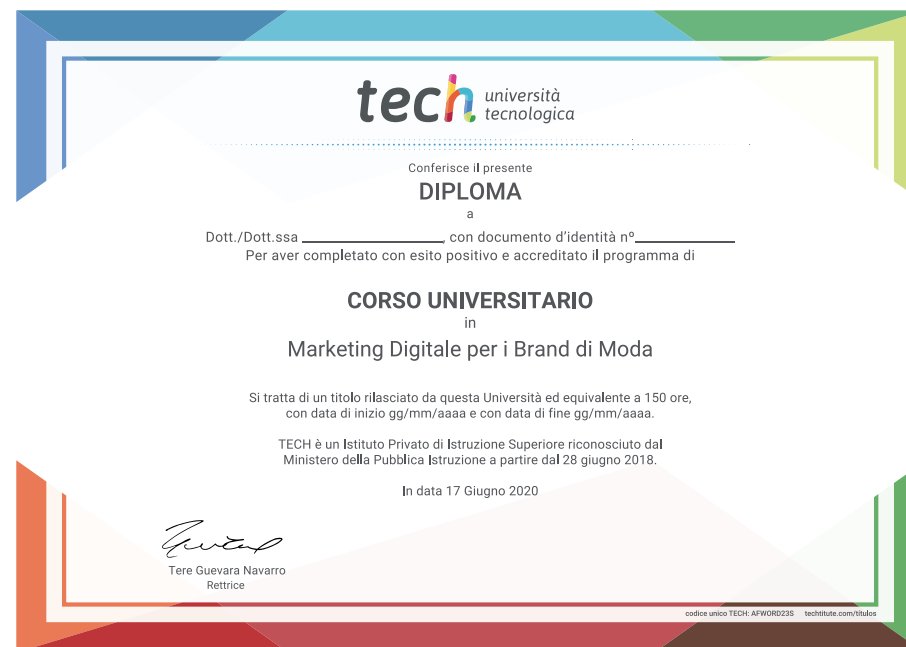 tech università
tecnologica
Conferisce il presente
DIPLOMA
a
Dott./Dott.ssa ____________, con documento d'identità nº____________
Per aver completato con esito positivo e accreditato il programma di
CORSO UNIVERSITARIO
in
Marketing Digitale per i Brand di Moda
Si tratta di un titolo rilasciato da questa Università ed equivalente a 150 ore,
con data di inizio gg/mm/aaaa e con data di fine gg/mm/aaaa.
TECH è un Istituto Privato di Istruzione Superiore riconosciuto dal
Ministero della Pubblica Istruzione a partire dal 28 giugno 2018.
In data 17 Giugno 2020
Tere Guevara Navarro
Rettrice
codice unico TECH: AFWORD23S techtitute.com/titulos